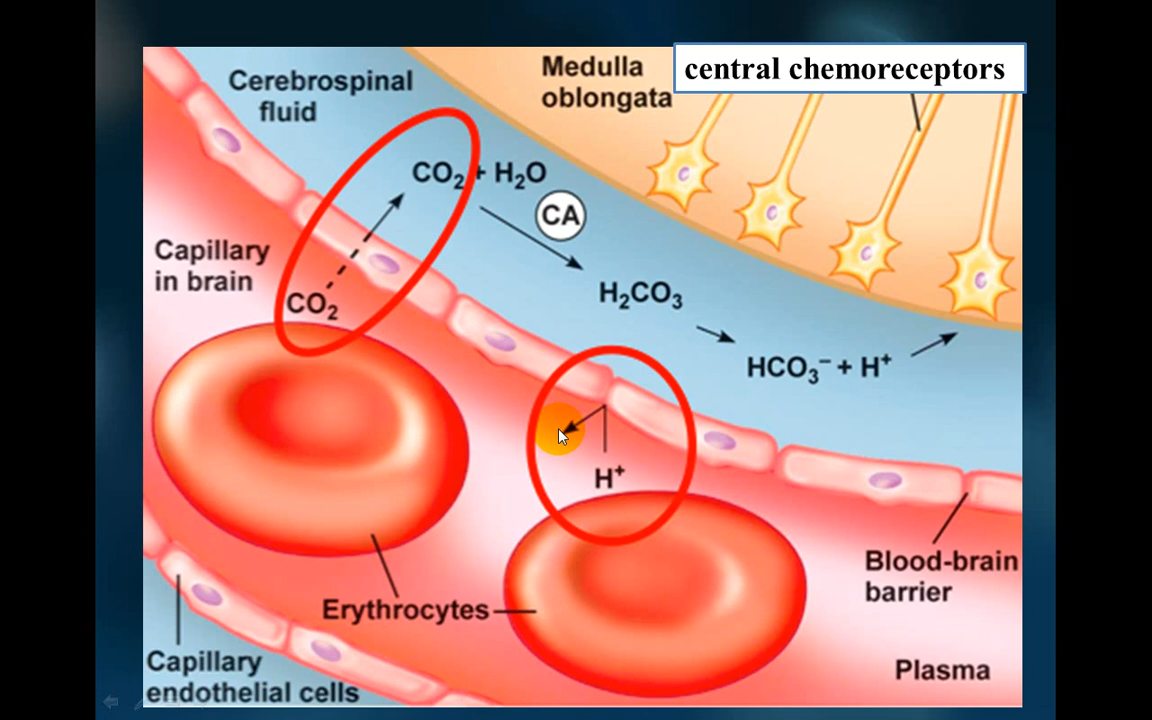 central chemoreceptors
Medulla
oblongata
Cerebrospinal
fluid
CO₂ + H₂O
CA
Capillary
in brain
CO₂
H₂CO₃
HCO₃⁻ + H⁺
H⁺
Blood-brain
barrier
Erythrocytes
Capillary
endothelial cells
Plasma